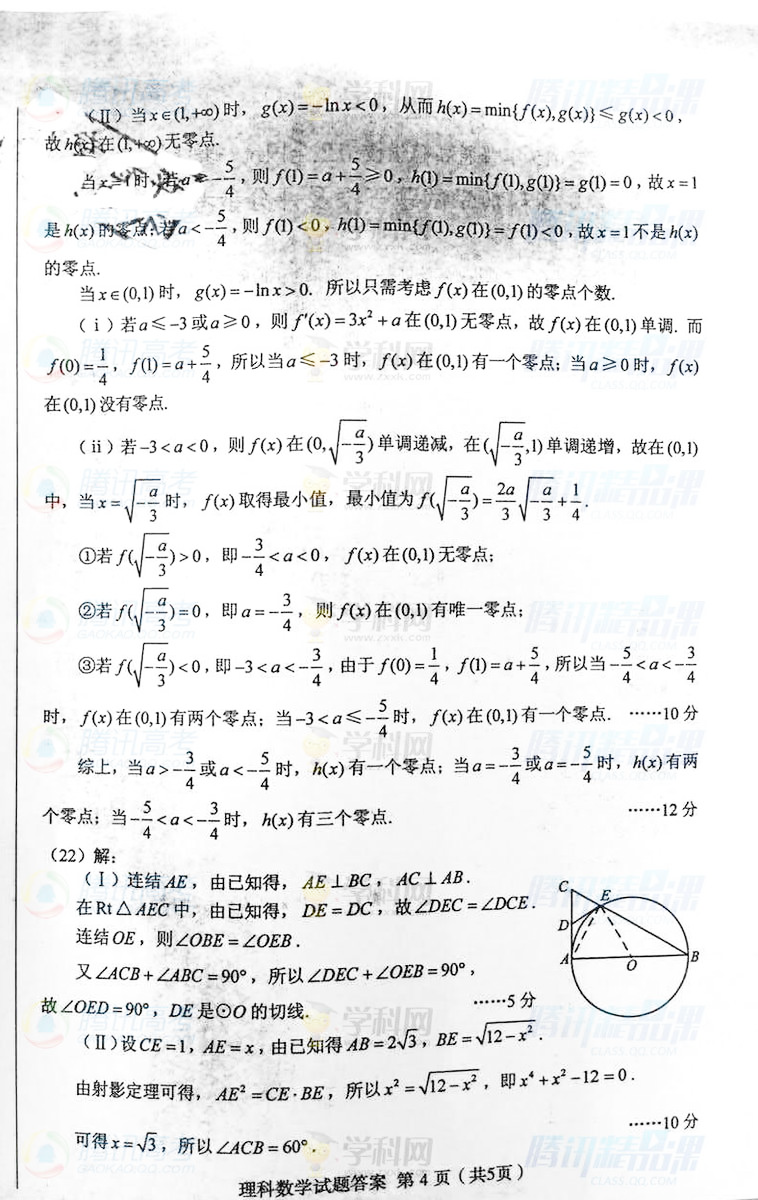 (Ⅱ)当x∈(1,+∞)时，g(x)=-lnx<0，从而h(x)=min{f(x),g(x)}≤g(x)<0，
故h(x)在(1,+∞)无零点.
当x=1时，若a≥-5/4，则f(1)=a+5/4≥0，h(1)=min{f(1),g(1)}=g(1)=0，故x=1
是h(x)的零点；若a<-5/4，则f(1)<0，h(1)=min{f(1),g(1)}=f(1)<0，故x=1不是h(x)
的零点.
当x∈(0,1)时，g(x)=-lnx>0. 所以只需考虑f(x)在(0,1)的零点个数.
(ⅰ)若a≤-3或a≥0，则f′(x)=3x²+a在(0,1)无零点，故f(x)在(0,1)单调. 而
f(0)=1/4，f(1)=a+5/4，所以当a≤-3时，f(x)在(0,1)有一个零点；当a≥0时，f(x)
在(0,1)没有零点.
(ⅱ)若-3<a<0，则f(x)在(0,√(-a/3))单调递减，在(√(-a/3),1)单调递增，故在(0,1)
中，当x=√(-a/3)时，f(x)取得最小值，最小值为f(√(-a/3))=2a/3√(-a/3)+1/4.
①若f(√(-a/3))>0，即-3/4<a<0，f(x)在(0,1)无零点；
②若f(√(-a/3))=0，即a=-3/4，则f(x)在(0,1)有唯一零点；
③若f(√(-a/3))<0，即-3<a<-3/4，由于f(0)=1/4，f(1)=a+5/4，所以当-5/4<a<-3/4
时，f(x)在(0,1)有两个零点；当-3<a≤-5/4时，f(x)在(0,1)有一个零点. ……10分
综上，当a>-3/4或a<-5/4时，h(x)有一个零点；当a=-3/4或a=-5/4时，h(x)有两
个零点；当-5/4<a<-3/4时，h(x)有三个零点. ……12分
(22)解：
(Ⅰ)连结AE，由已知得，AE⊥BC，AC⊥AB.
在Rt△AEC中，由已知得，DE=DC，故∠DEC=∠DCE.
连结OE，则∠OBE=∠OEB.
又∠ACB+∠ABC=90°，所以∠DEC+∠OEB=90°，
故∠OED=90°，DE是⊙O的切线. ……5分
C
E
D
A
O
B
(Ⅱ)设CE=1，AE=x，由已知得AB=2√3，BE=√(12-x²).
由射影定理可得，AE²=CE·BE，所以x²=√(12-x²)，即x⁴+x²-12=0.
可得x=√3，所以∠ACB=60°. ……10分
理科数学试题答案 第4页（共5页）